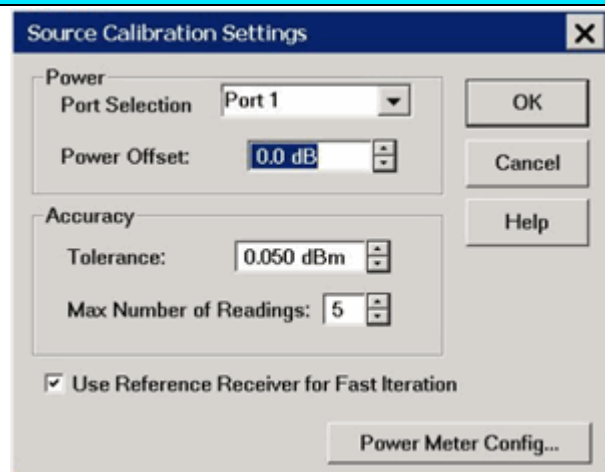 Source Calibration Settings
Power
Port Selection Port 1
Power Offset: 0.0 dB
OK
Cancel
Help
Accuracy
Tolerance: 0.050 dBm
Max Number of Readings: 5
Use Reference Receiver for Fast Iteration
Power Meter Config...